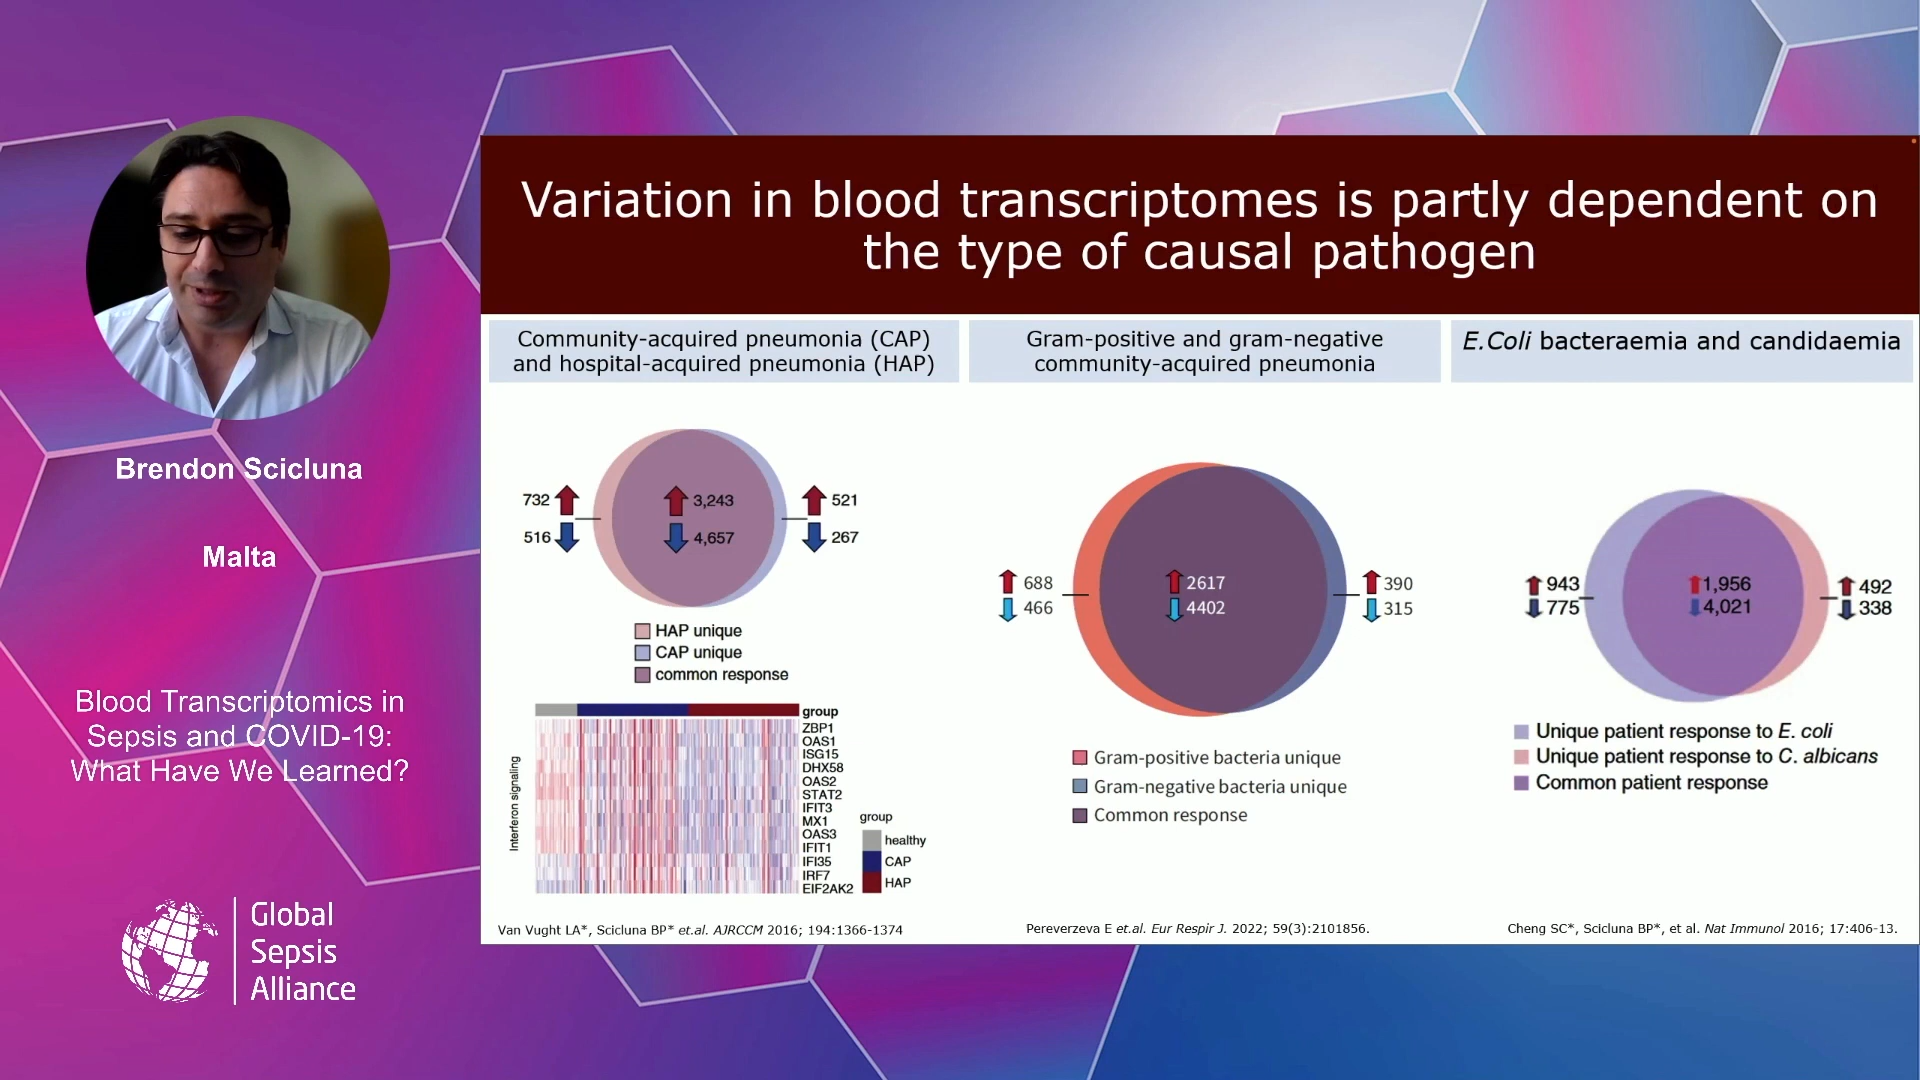 Brendon Scicluna
Malta
Blood Transcriptomics in
Sepsis and COVID-19:
What Have We Learned?
Global
Sepsis
Alliance
Variation in blood transcriptomes is partly dependent on
the type of causal pathogen
Community-acquired pneumonia (CAP)
and hospital-acquired pneumonia (HAP)
732
516
3,243
4,657
521
267
HAP unique
CAP unique
common response
group
Interferon signaling
ZBP1
OAS1
ISG15
DHX58
OAS2
STAT2
IFIT3
MX1
OAS3
IFIT1
IFI35
IRF7
EIF2AK2
group
healthy
CAP
HAP
Van Vught LA*, Scicluna BP* et.al. AJRCCM 2016; 194:1366-1374
Gram-positive and gram-negative
community-acquired pneumonia
688
466
2617
4402
390
315
Gram-positive bacteria unique
Gram-negative bacteria unique
Common response
Pereverzeva E et.al. Eur Respir J. 2022; 59(3):2101856.
E.Coli bacteraemia and candidaemia
943
775
1,956
4,021
492
338
Unique patient response to E. coli
Unique patient response to C. albicans
Common patient response
Cheng SC*, Scicluna BP*, et al. Nat Immunol 2016; 17:406-13.